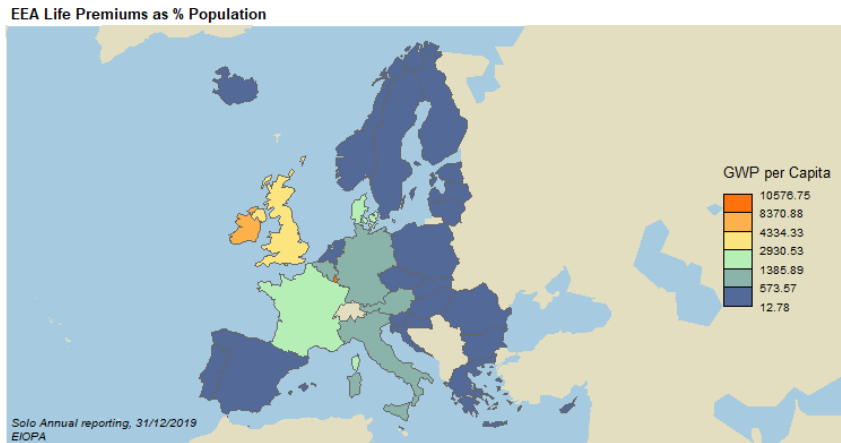 EEA Life Premiums as % Population
GWP per Capita
10576.75
8370.88
4334.33
2930.53
1385.89
573.57
12.78
Solo Annual reporting, 31/12/2019
EIOPA